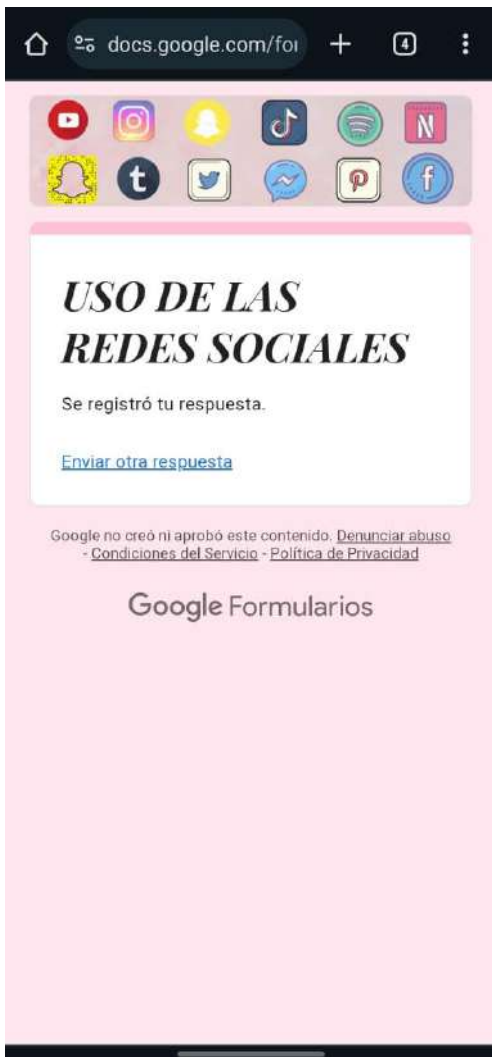 docs.google.com/for
4
N
t
f
USO DE LAS
REDES SOCIALES
Se registró tu respuesta.
Enviar otra respuesta
Google no creó ni aprobó este contenido. Denunciar abuso
- Condiciones del Servicio - Política de Privacidad
Google Formularios